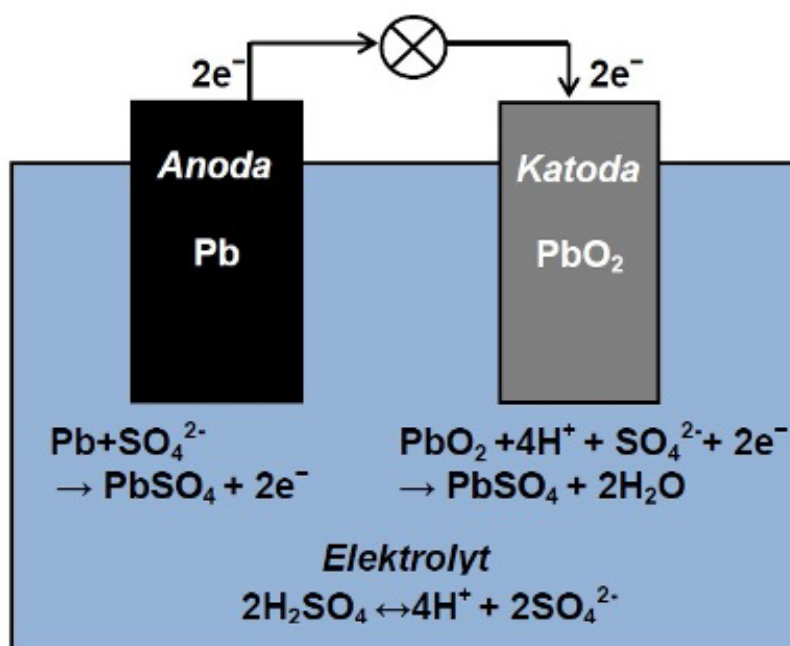 2e⁻
2e⁻
Anoda
Pb
Katoda
PbO₂
Pb+SO₄²⁻
→ PbSO₄ + 2e⁻
PbO₂ +4H⁺ + SO₄²⁻+ 2e⁻
→ PbSO₄ + 2H₂O
Elektrolyt
2H₂SO₄ ↔4H⁺ + 2SO₄²⁻